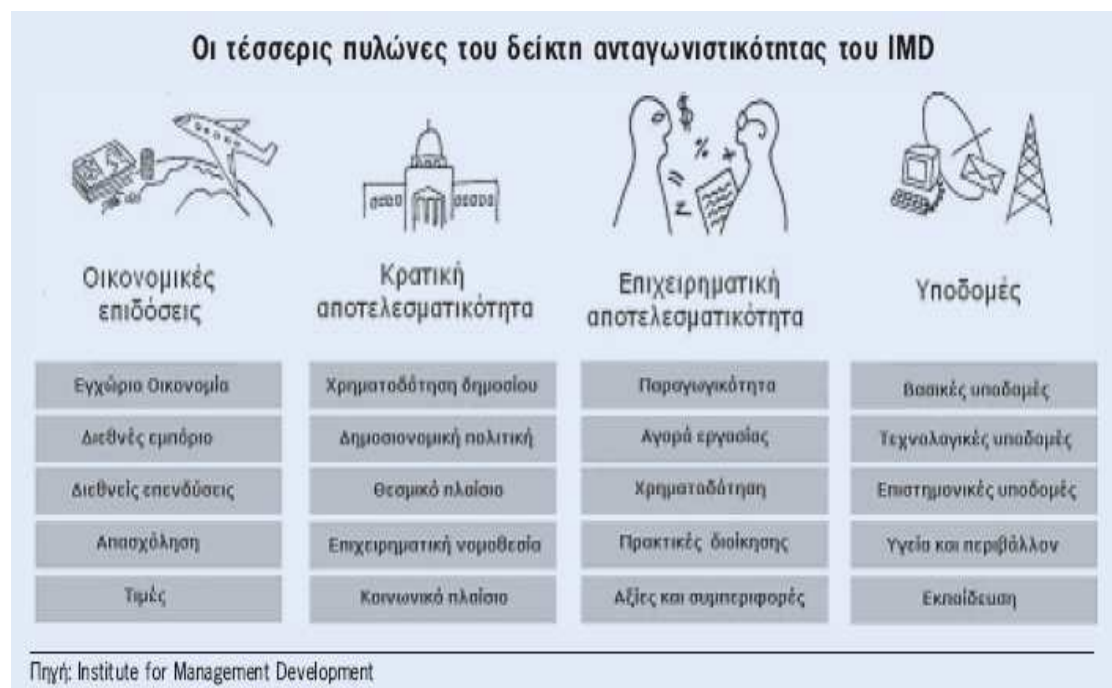 Οι τέσσερις πυλώνες του δείκτη ανταγωνιστικότητας του IMD
$
%
Οικονομικές
επιδόσεις
Κρατική
αποτελεσματικότητα
Επιχειρηματική
αποτελεσματικότητα
Υποδομές
Εγχώρια Οικονομία
Χρηματοδότηση δημοσίου
Παραγωγικότητα
Βασικές υποδομές
Διεθνές εμπόριο
Δημοσιονομική πολιτική
Αγορά εργασίας
Τεχνολογικές υποδομές
Διεθνείς επενδύσεις
Θεσμικό πλαίσιο
Χρηματοδότηση
Επιστημονικές υποδομές
Απασχόληση
Επιχειρηματική νομοθεσία
Πρακτικές διοίκησης
Υγεία και περιβάλλον
Τιμές
Κοινωνικό πλαίσιο
Αξίες και συμπεριφορές
Εκπαίδευση
Πηγή: Institute for Management Development